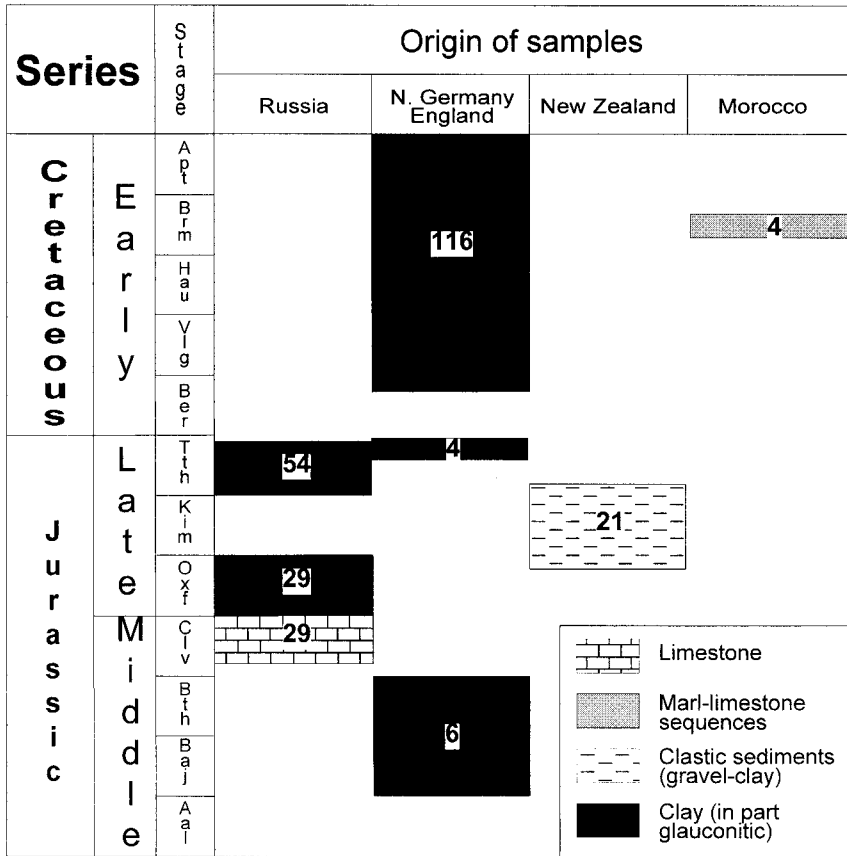 Series
Stage
Origin of samples
Russia
N. Germany
England
New Zealand
Morocco
Cretaceous
Early
Apt
Brm
Hau
Vlg
Ber
116
4
Jurassic
Late
Tth
Kim
Oxf
54
4
21
29
Middle
Clv
Bth
Baj
Aal
29
6
Limestone
Marl-limestone
sequences
Clastic sediments
(gravel-clay)
Clay (in part
glauconitic)